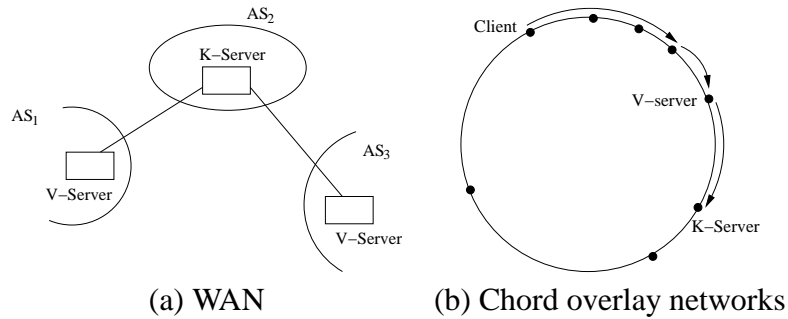 AS2
K–Server
AS1
V–Server
AS3
V–Server
(a) WAN
Client
V–server
K–Server
(b) Chord overlay networks